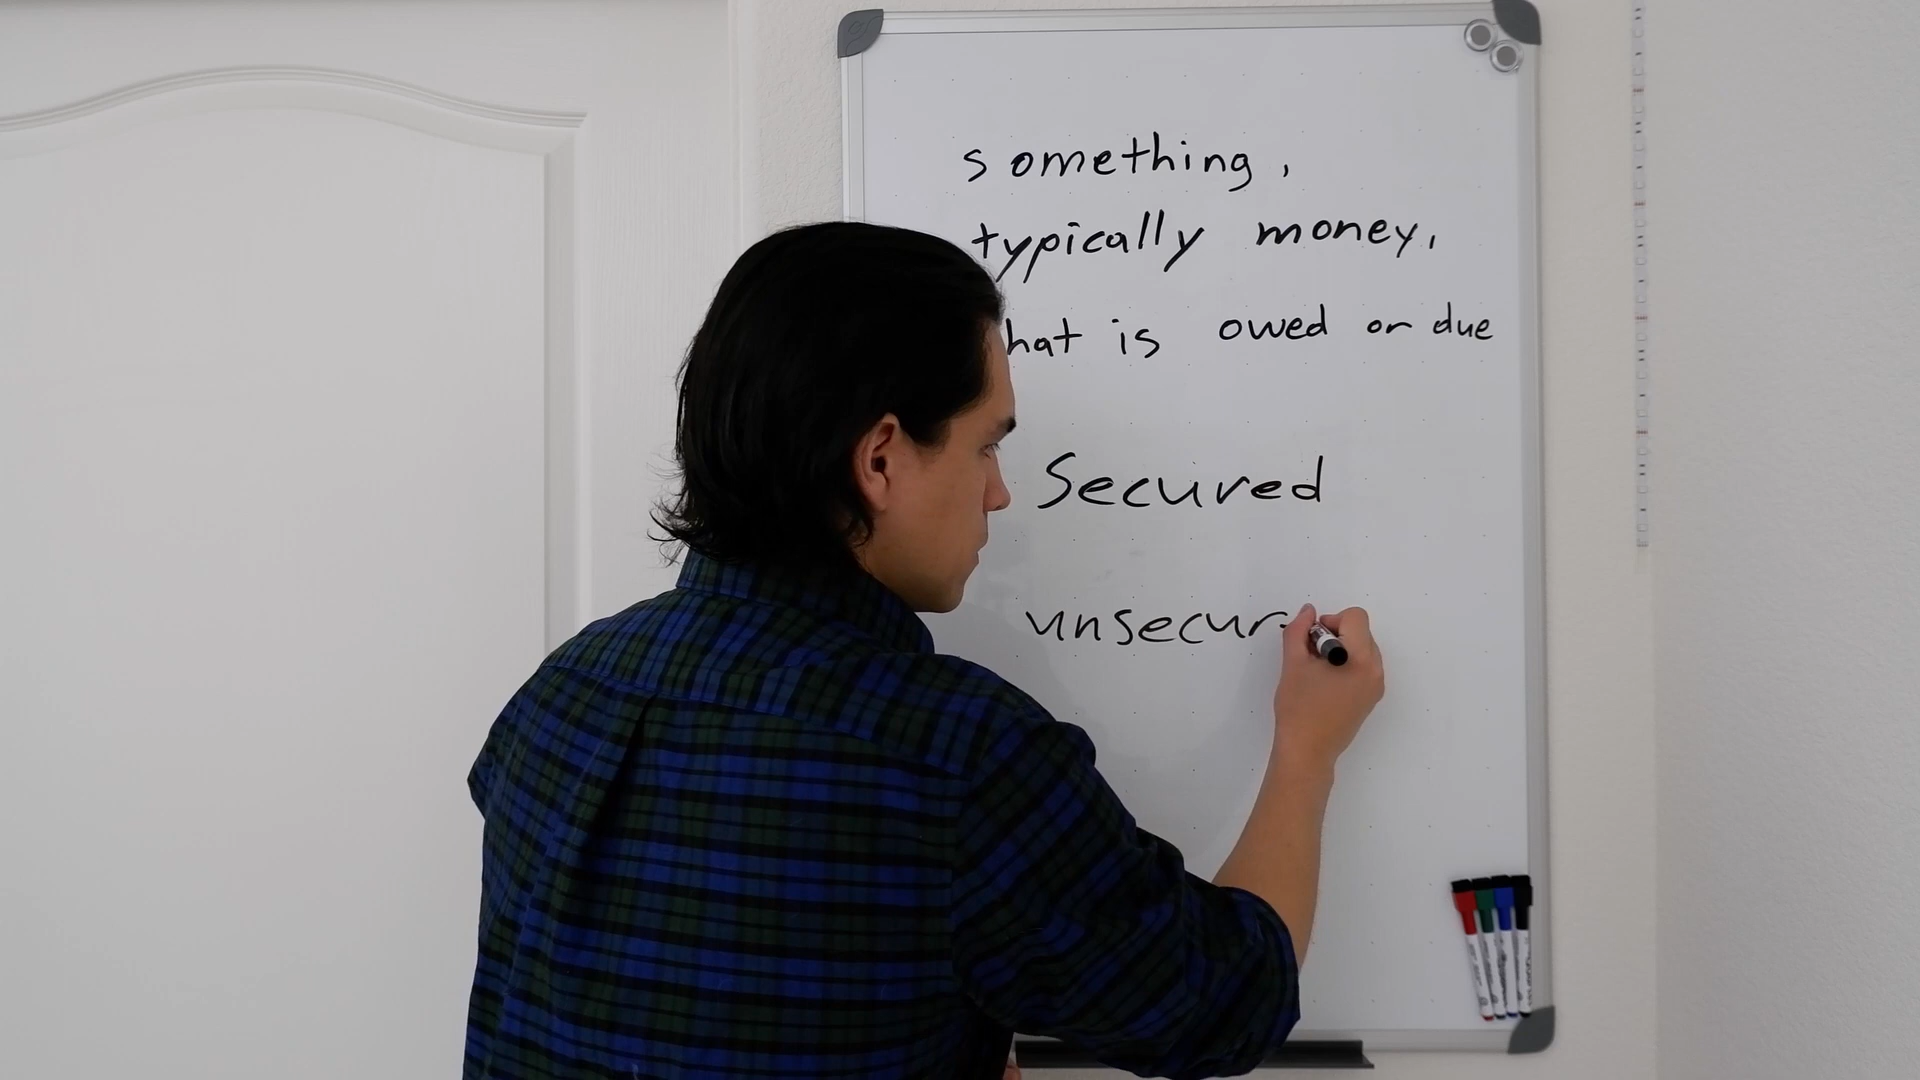 something,
typically money,
hat is owed or due
Secured
unsecur